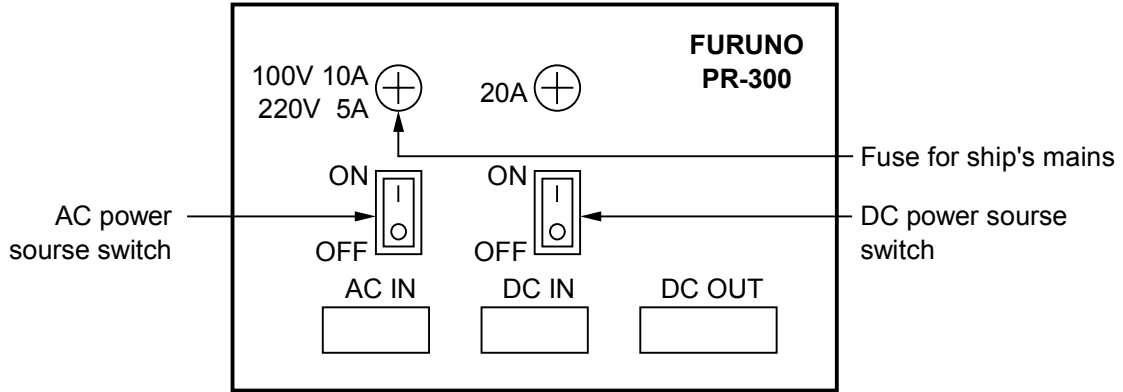 FURUNO
PR-300
100V 10A
220V 5A
20A
Fuse for ship's mains
ON
ON
AC power
sourse switch
DC power sourse
switch
OFF
OFF
AC IN
DC IN
DC OUT